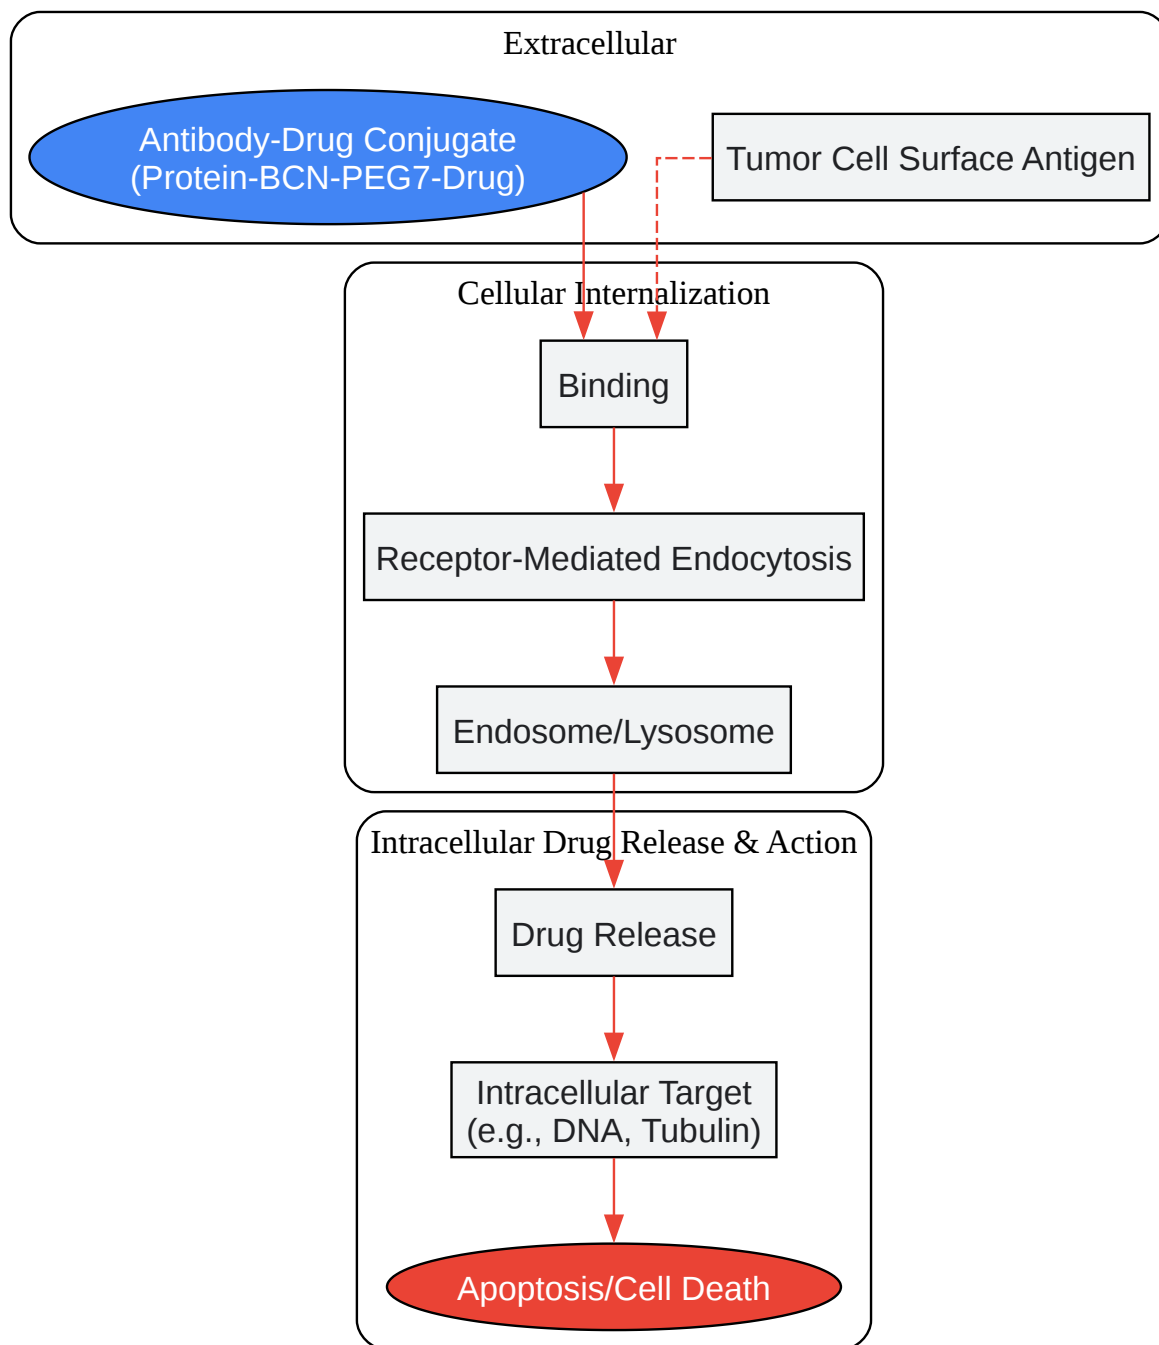 Extracellular
Antibody-Drug Conjugate
(Protein-BCN-PEG7-Drug)
Tumor Cell Surface Antigen
Cellular Internalization
Binding
Receptor-Mediated Endocytosis
Endosome/Lysosome
Intracellular Drug Release & Action
Drug Release
Intracellular Target
(e.g., DNA, Tubulin)
Apoptosis/Cell Death